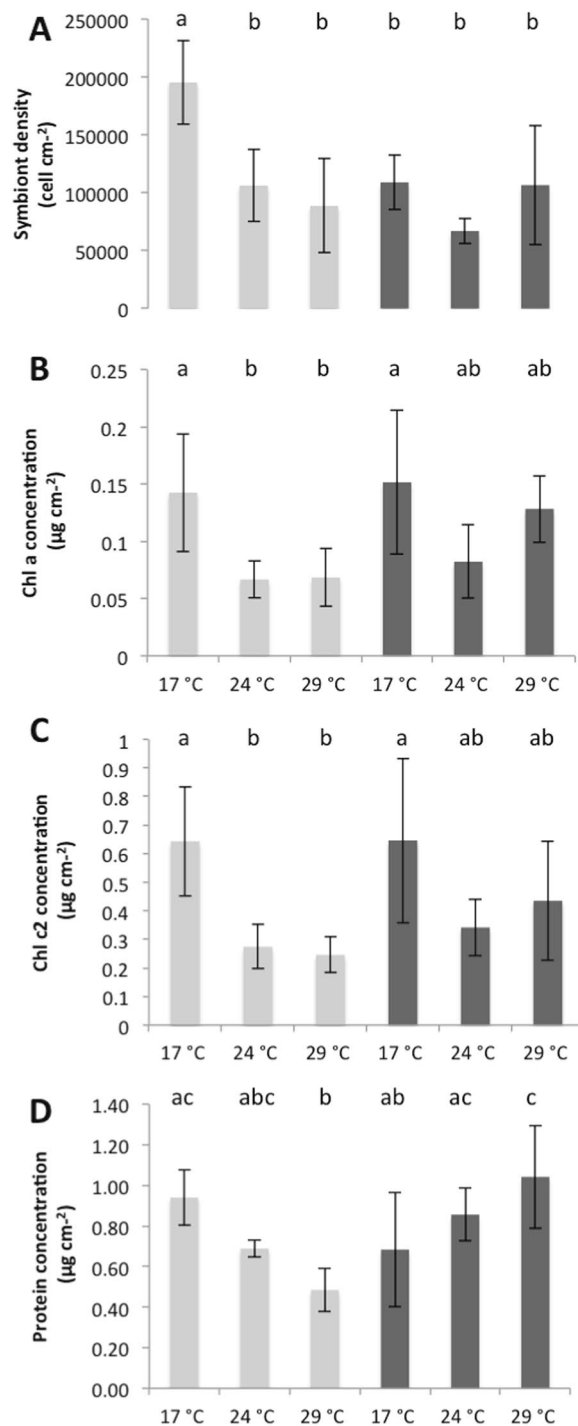 A
a b b b b b
Symbiont density
(cell cm-2)
250000
200000
150000
100000
50000
0
B
a b b a ab ab
Chl a concentration
(µg cm-2)
0.25
0.2
0.15
0.1
0.05
0
17 °C 24 °C 29 °C 17 °C 24 °C 29 °C
C
a b b a ab ab
Chl c2 concentration
(µg cm-2)
1
0.9
0.8
0.7
0.6
0.5
0.4
0.3
0.2
0.1
0
17 °C 24 °C 29 °C 17 °C 24 °C 29 °C
D
ac abc b ab ac c
Protein concentration
(µg cm-2)
1.40
1.20
1.00
0.80
0.60
0.40
0.20
0.00
17 °C 24 °C 29 °C 17 °C 24 °C 29 °C